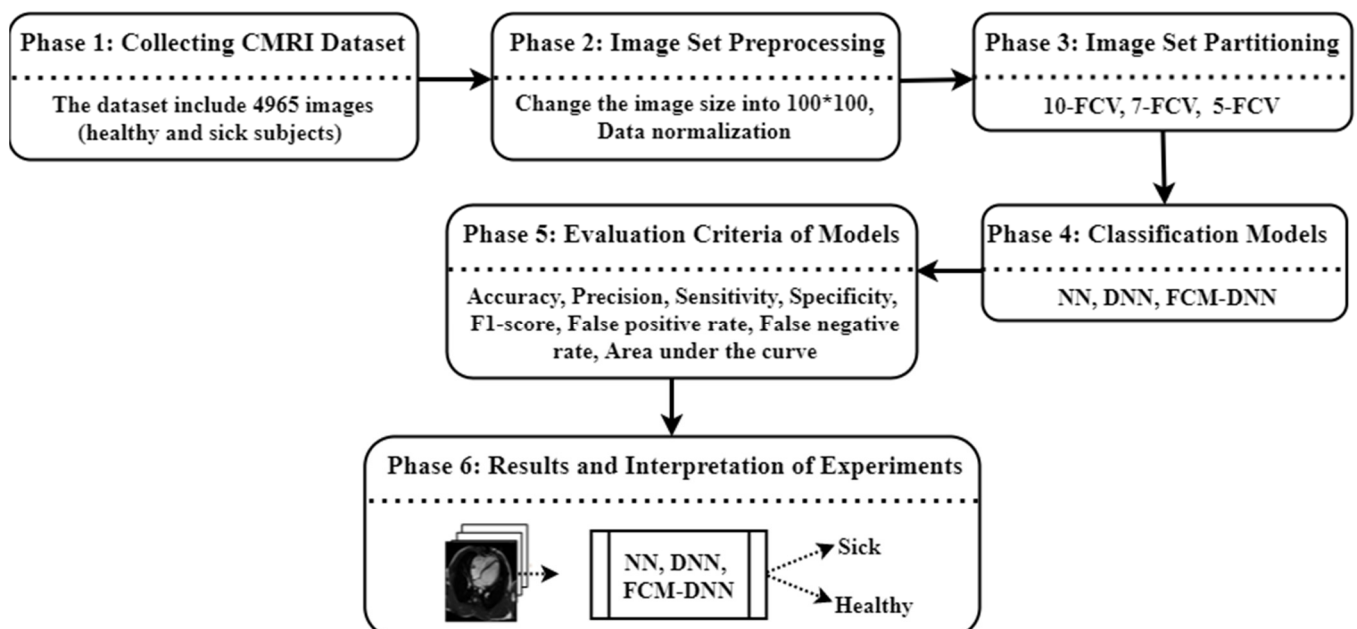 Phase 1: Collecting CMRI Dataset
The dataset include 4965 images
(healthy and sick subjects)
Phase 2: Image Set Preprocessing
Change the image size into 100*100,
Data normalization
Phase 3: Image Set Partitioning
10-FCV, 7-FCV, 5-FCV
Phase 4: Classification Models
NN, DNN, FCM-DNN
Phase 5: Evaluation Criteria of Models
Accuracy, Precision, Sensitivity, Specificity,
F1-score, False positive rate, False negative
rate, Area under the curve
Phase 6: Results and Interpretation of Experiments
NN, DNN,
FCM-DNN
Sick
Healthy